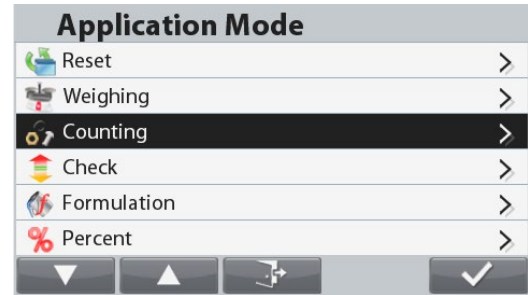 Application Mode
Reset
Weighing
Counting
Check
Formulation
Percent